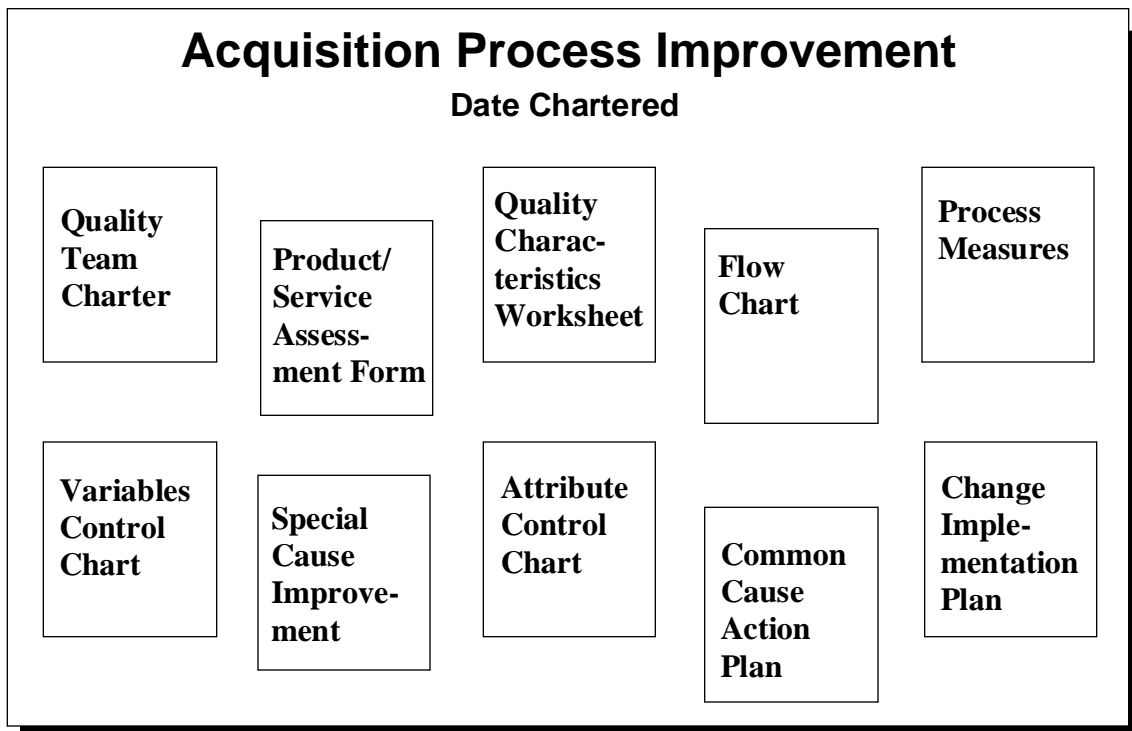 Acquisition Process Improvement
Date Chartered
Quality
Team
Charter
Product/
Service
Assess-
ment Form
Quality
Charac-
teristics
Worksheet
Flow
Chart
Process
Measures
Variables
Control
Chart
Special
Cause
Improve-
ment
Attribute
Control
Chart
Common
Cause
Action
Plan
Change
Imple-
mentation
Plan